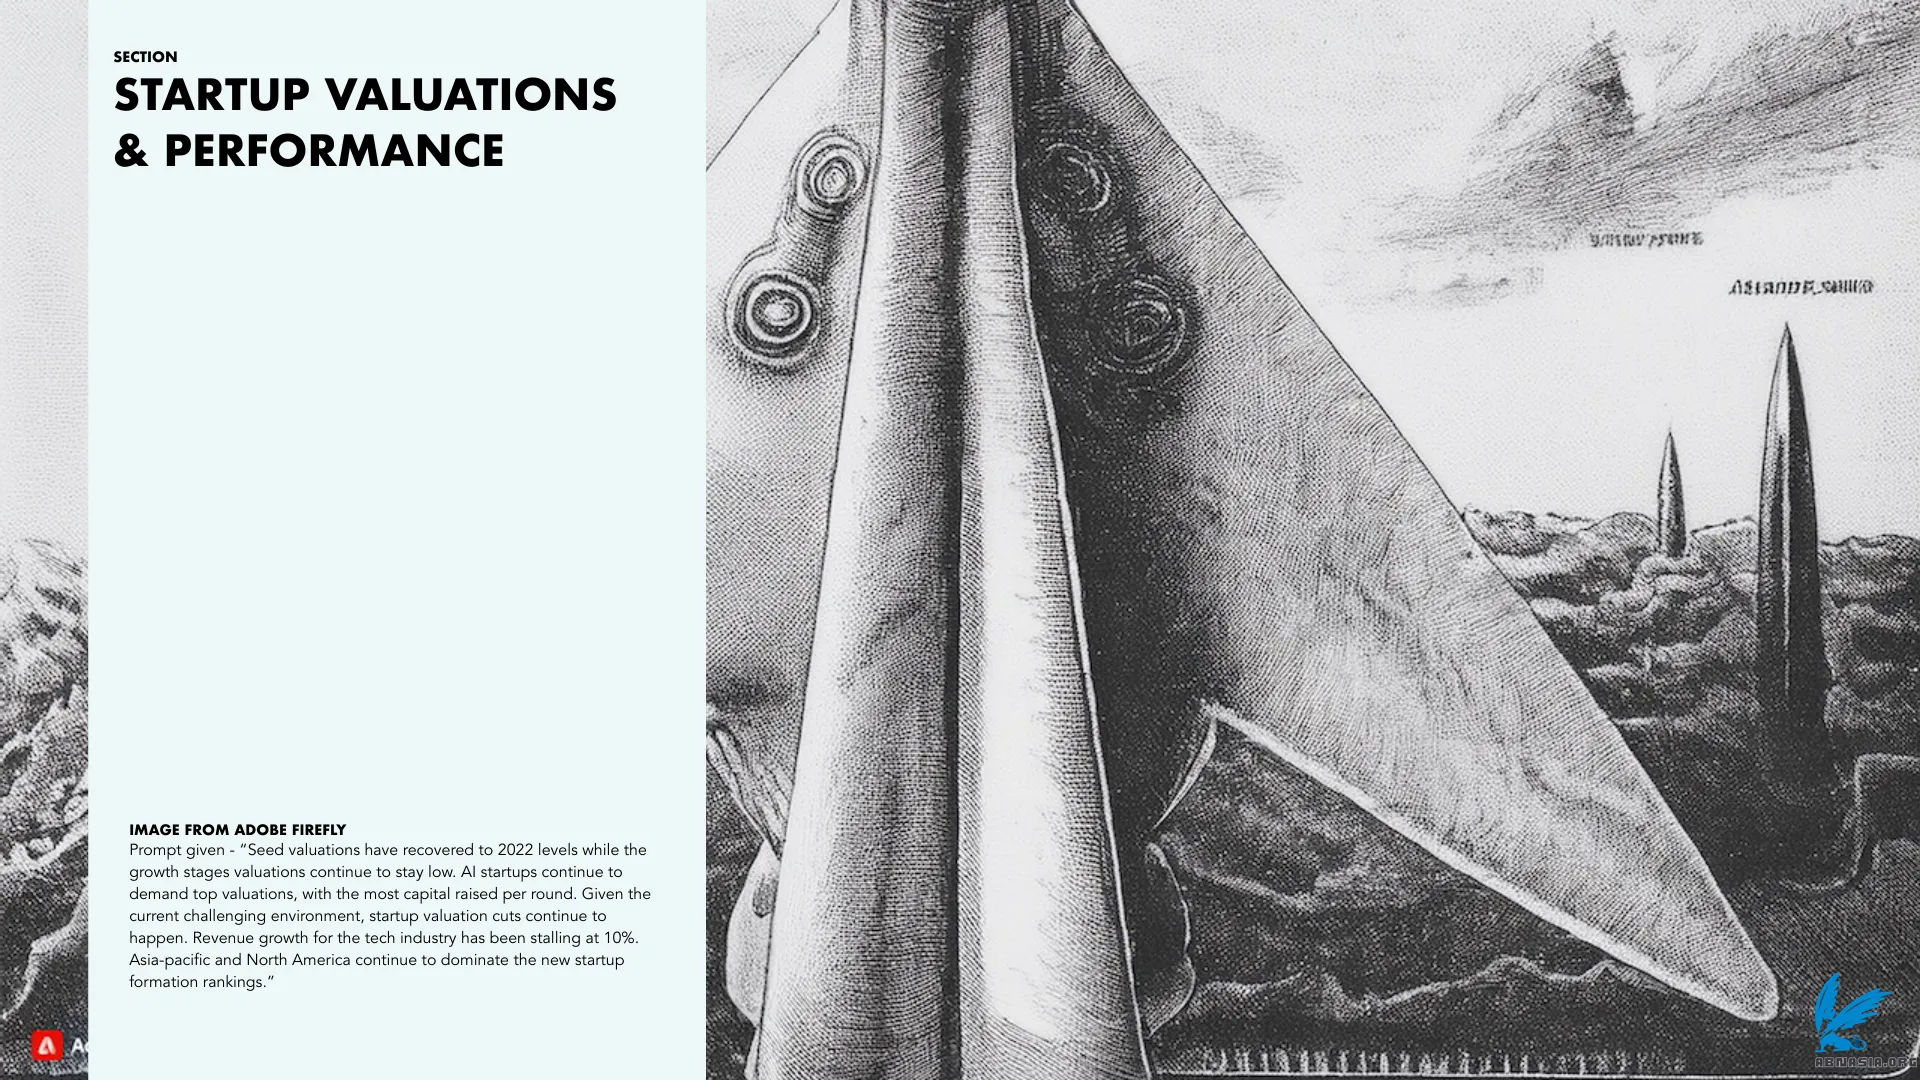 SECTION
STARTUP VALUATIONS
& PERFORMANCE
IMAGE FROM ADOBE FIREFLY
Prompt given - “Seed valuations have recovered to 2022 levels while the
growth stages valuations continue to stay low. AI startups continue to
demand top valuations, with the most capital raised per round. Given the
current challenging environment, startup valuation cuts continue to
happen. Revenue growth for the tech industry has been stalling at 10%.
Asia-pacific and North America continue to dominate the new startup
formation rankings.”
ABNASIA.ORG